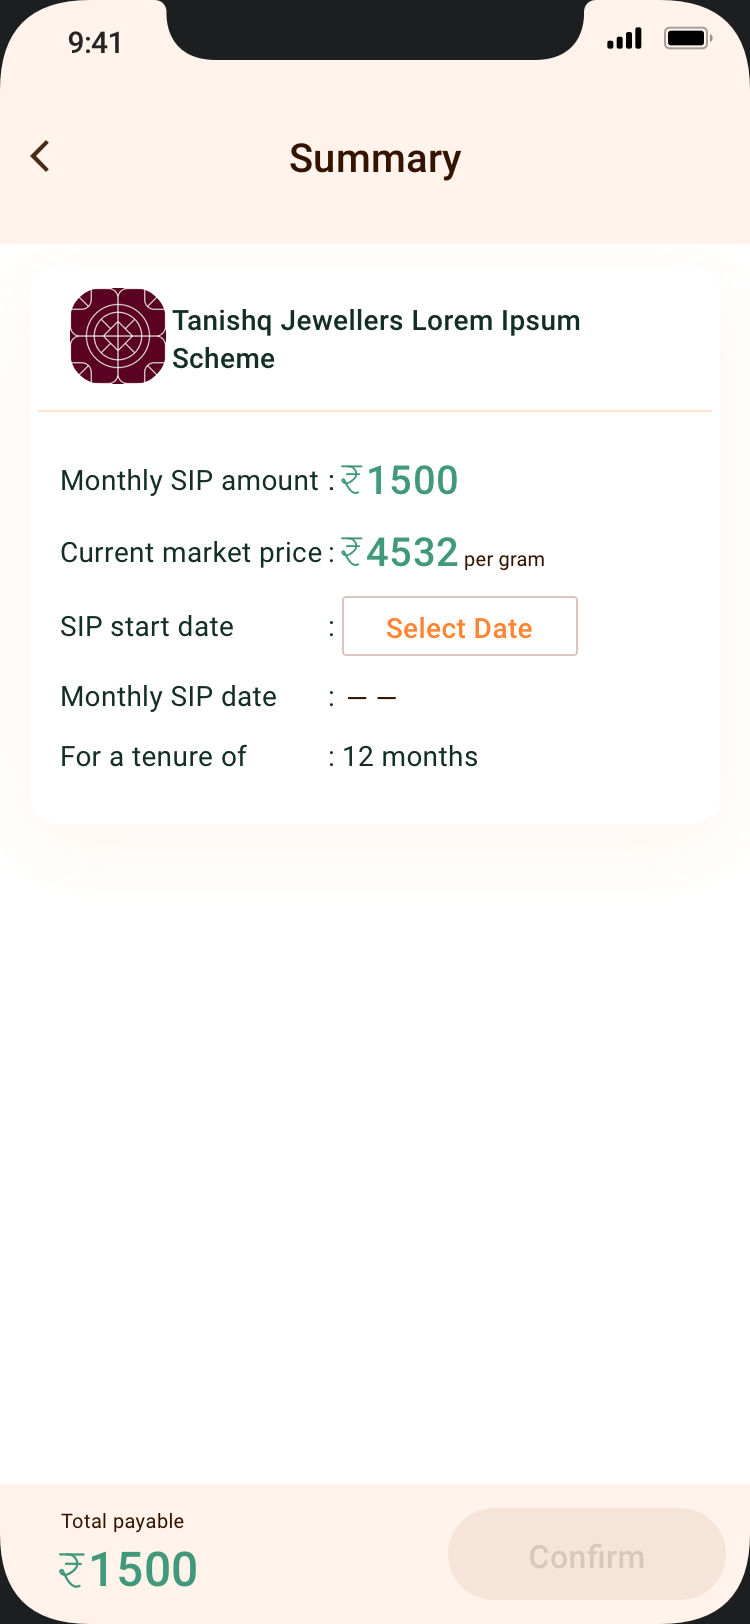 9:41
Summary
Tanishq Jewellers Lorem Ipsum
Scheme
Monthly SIP amount : ₹1500
Current market price : ₹4532 per gram
SIP start date : Select Date
Monthly SIP date : – –
For a tenure of : 12 months
Total payable
₹1500
Confirm